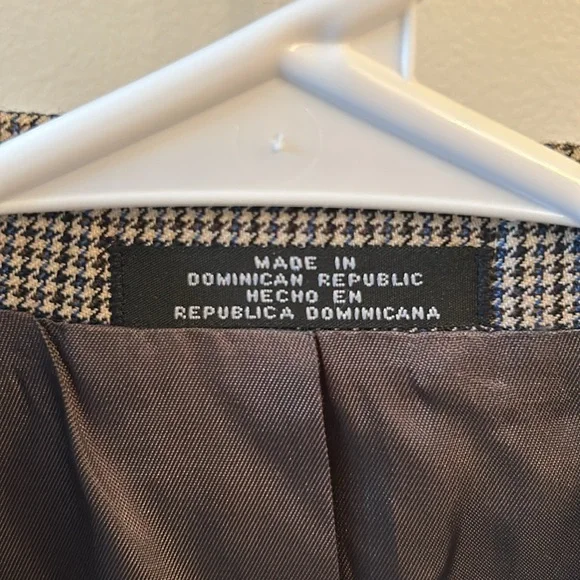 MADE IN
DOMINICAN REPUBLIC
HECHO EN
REPUBLICA DOMINICANA